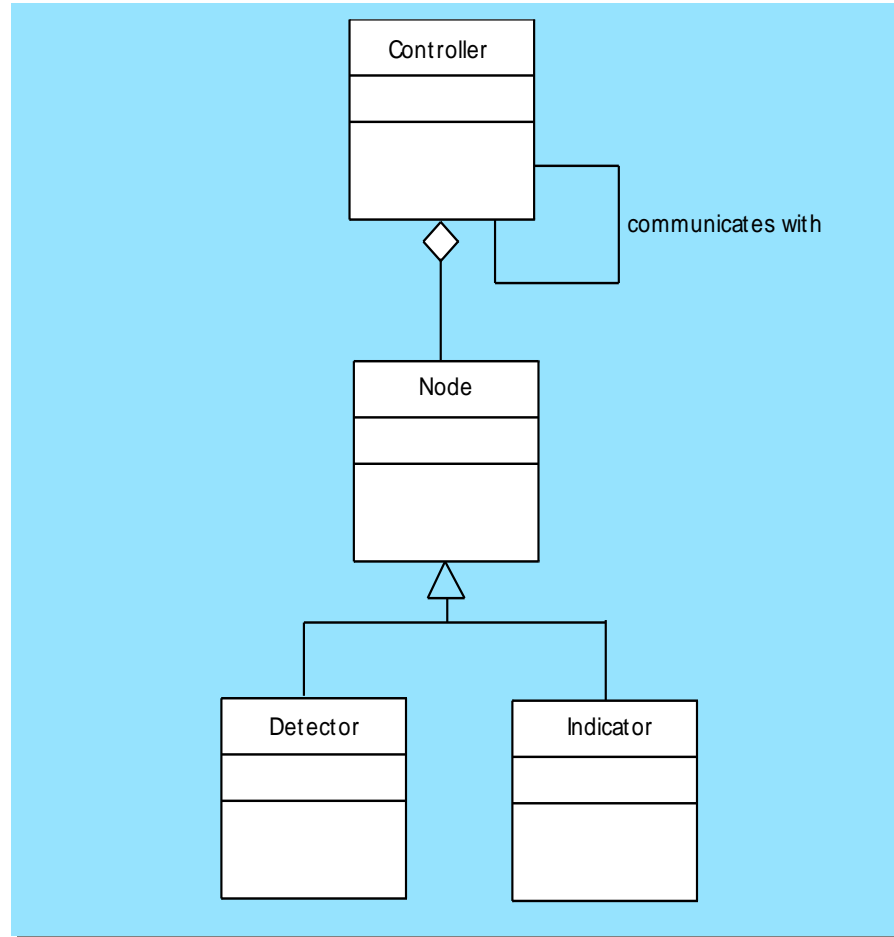 Controller
communicates with
Node
Detector
Indicator